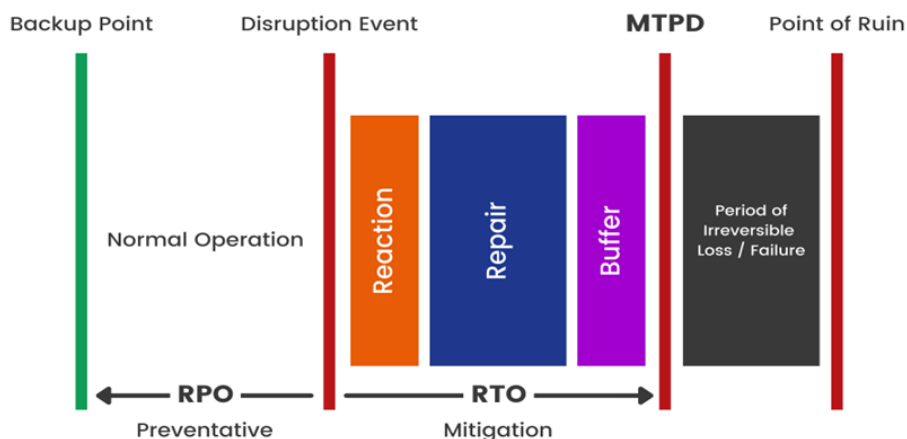 Backup Point
Disruption Event
MTPD
Point of Ruin
Normal Operation
Reaction
Repair
Buffer
Period of
Irreversible
Loss / Failure
RPO
RTO
Preventative
Mitigation